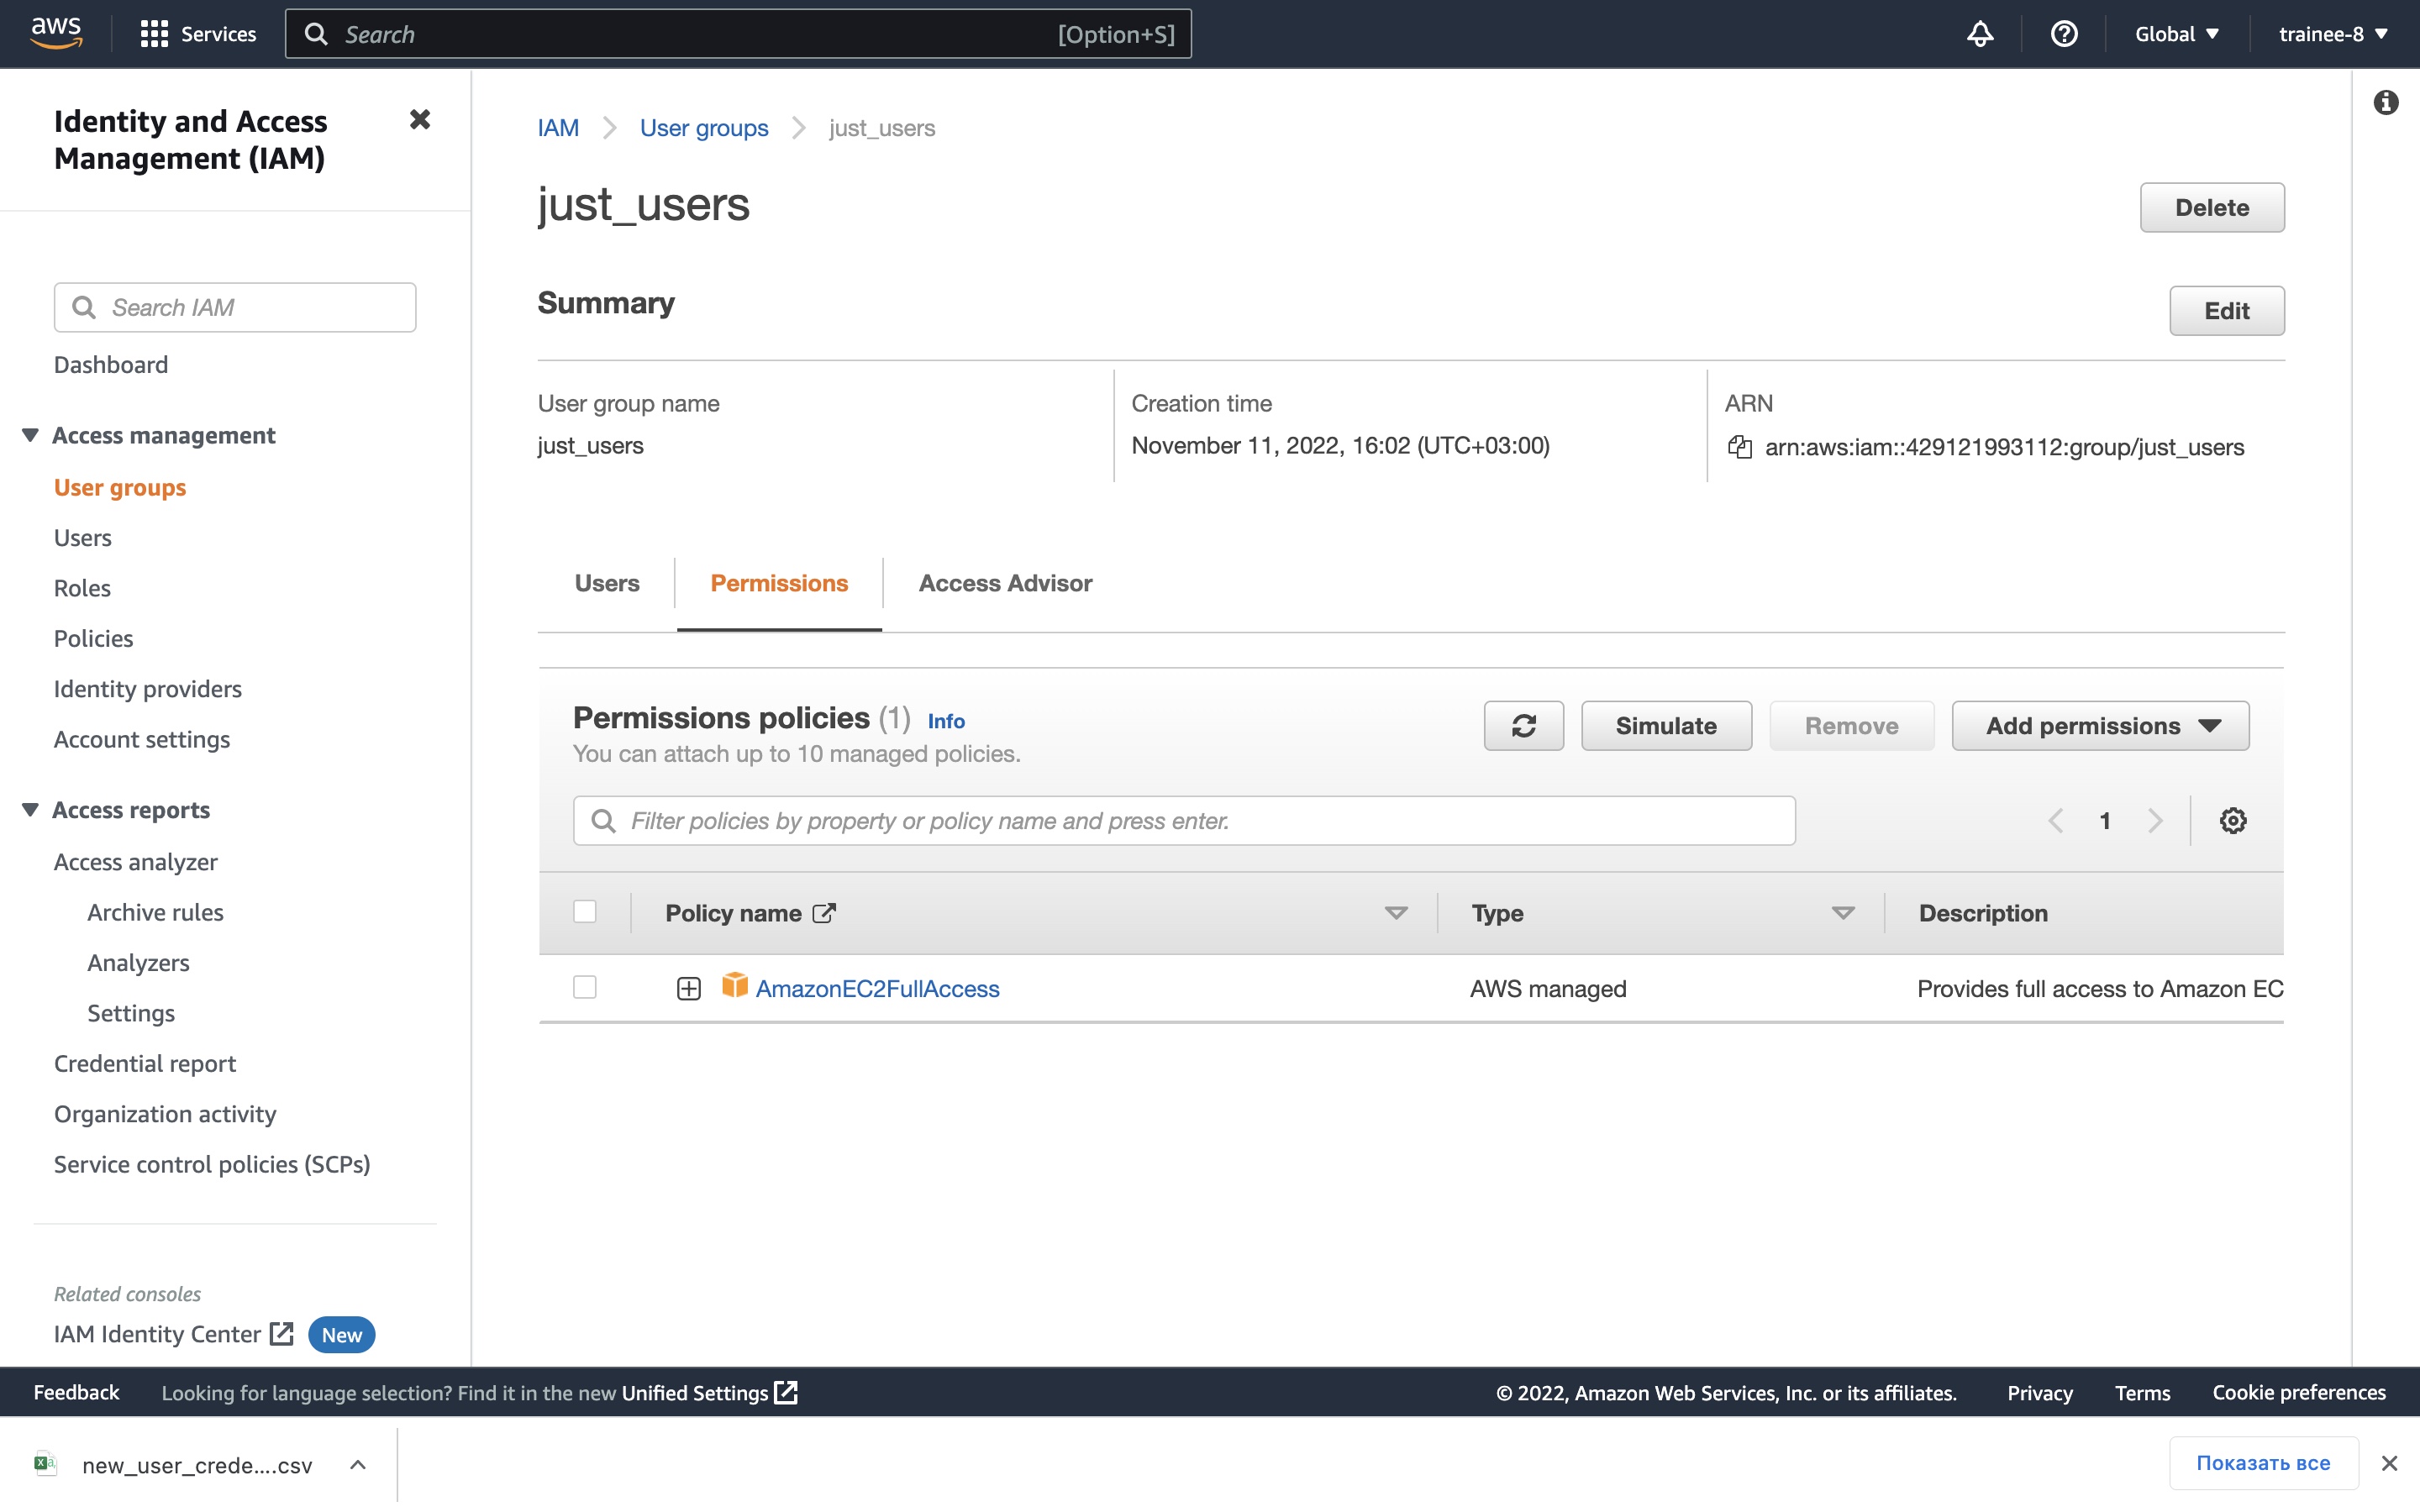 aws
Services
Search
[Option+S]
Global
trainee-8
Identity and Access
Management (IAM)
Search IAM
Dashboard
Access management
User groups
Users
Roles
Policies
Identity providers
Account settings
Access reports
Access analyzer
Archive rules
Analyzers
Settings
Credential report
Organization activity
Service control policies (SCPs)
Related consoles
IAM Identity Center
New
IAM
User groups
just_users
just_users
Delete
Summary
Edit
User group name
just_users
Creation time
November 11, 2022, 16:02 (UTC+03:00)
ARN
arn:aws:iam::429121993112:group/just_users
Users
Permissions
Access Advisor
Permissions policies (1) Info
You can attach up to 10 managed policies.
Simulate
Remove
Add permissions
Filter policies by property or policy name and press enter.
1
Policy name
Type
Description
AmazonEC2FullAccess
AWS managed
Provides full access to Amazon EC
Feedback
Looking for language selection? Find it in the new Unified Settings
© 2022, Amazon Web Services, Inc. or its affiliates.
Privacy
Terms
Cookie preferences
new_user_crede....csv
Показать все